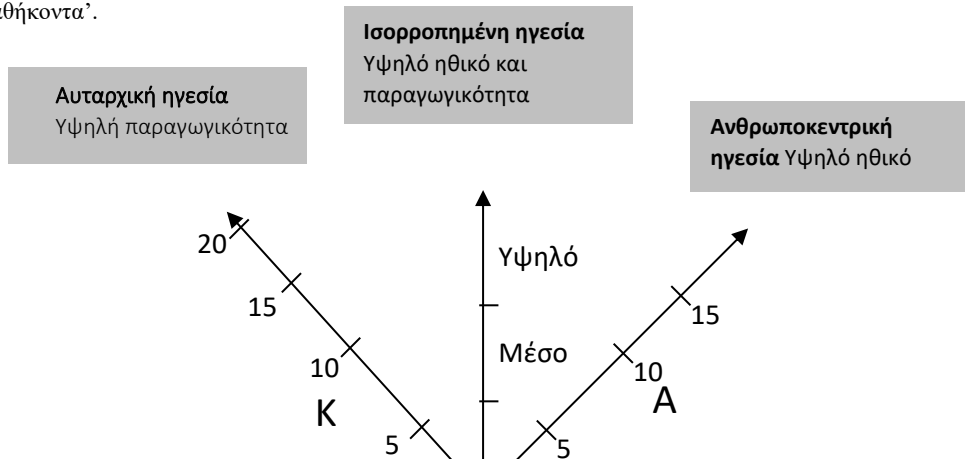 αθήκοντα’.
Ισορροπημένη ηγεσία
Υψηλό ηθικό και
παραγωγικότητα
Αυταρχική ηγεσία
Υψηλή παραγωγικότητα
Ανθρωποκεντρική
ηγεσία Υψηλό ηθικό
20
15
10
Κ
5
Υψηλό
Μέσο
15
10
Α
5